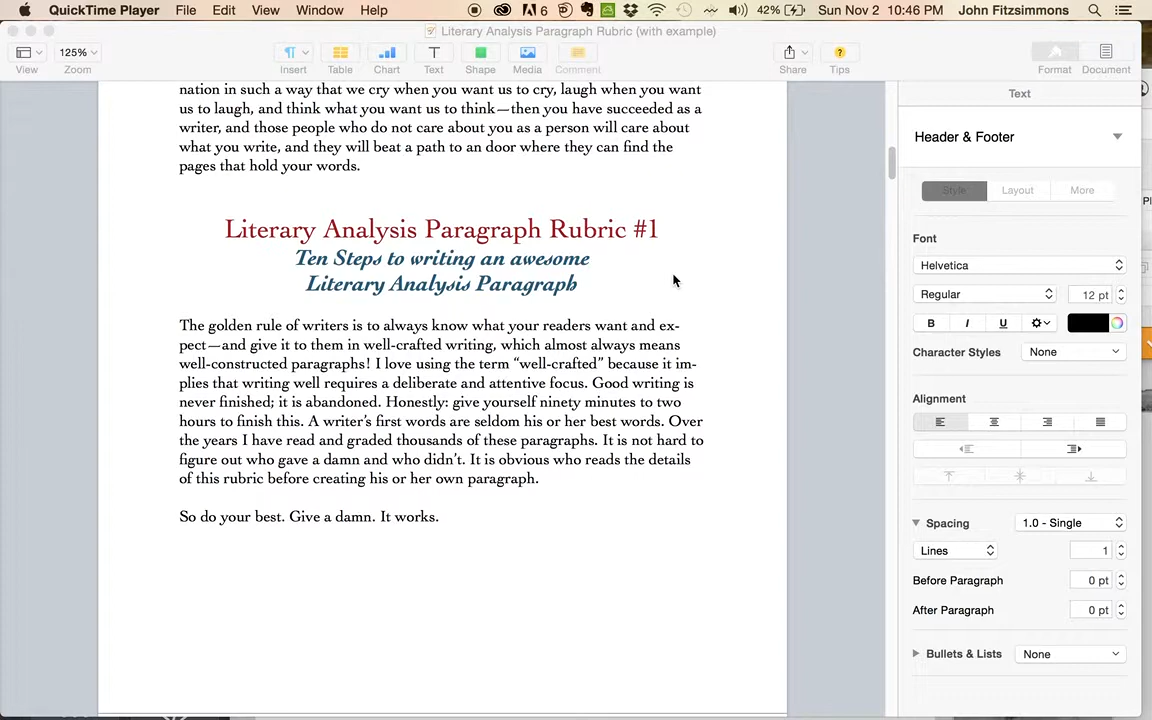 QuickTime Player File Edit View Window Help 6 42% Sun Nov 2 10:46 PM John Fitzsimmons
Literary Analysis Paragraph Rubric (with example)
125%
View Zoom Insert Table Chart Text Shape Media Comment Share Tips Format Document
nation in such a way that we cry when you want us to cry, laugh when you want
us to laugh, and think what you want us to think—then you have succeeded as a
writer, and those people who do not care about you as a person will care about
what you write, and they will beat a path to an door where they can find the
pages that hold your words.
Literary Analysis Paragraph Rubric #1
Ten Steps to writing an awesome
Literary Analysis Paragraph
The golden rule of writers is to always know what your readers want and ex-
pect—and give it to them in well-crafted writing, which almost always means
well-constructed paragraphs! I love using the term “well-crafted” because it im-
plies that writing well requires a deliberate and attentive focus. Good writing is
never finished; it is abandoned. Honestly: give yourself ninety minutes to two
hours to finish this. A writer’s first words are seldom his or her best words. Over
the years I have read and graded thousands of these paragraphs. It is not hard to
figure out who gave a damn and who didn’t. It is obvious who reads the details
of this rubric before creating his or her own paragraph.
So do your best. Give a damn. It works.
Text
Header & Footer
Style Layout More
Font
Helvetica
Regular 12 pt
B I U
Character Styles None
Alignment
Spacing 1.0 - Single
Lines 1
Before Paragraph 0 pt
After Paragraph 0 pt
Bullets & Lists None